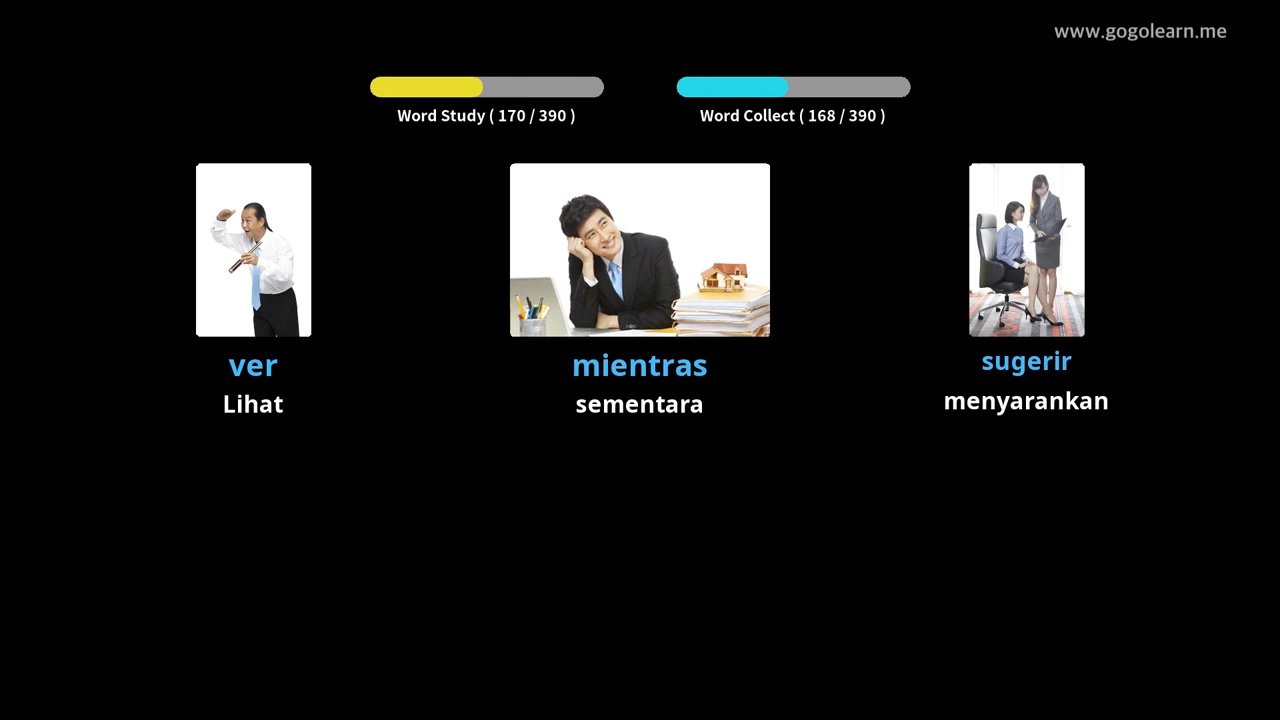 www.gogolearn.me
Word Study ( 170 / 390 )
Word Collect ( 168 / 390 )
ver
Lihat
mientras
sementara
sugerir
menyarankan